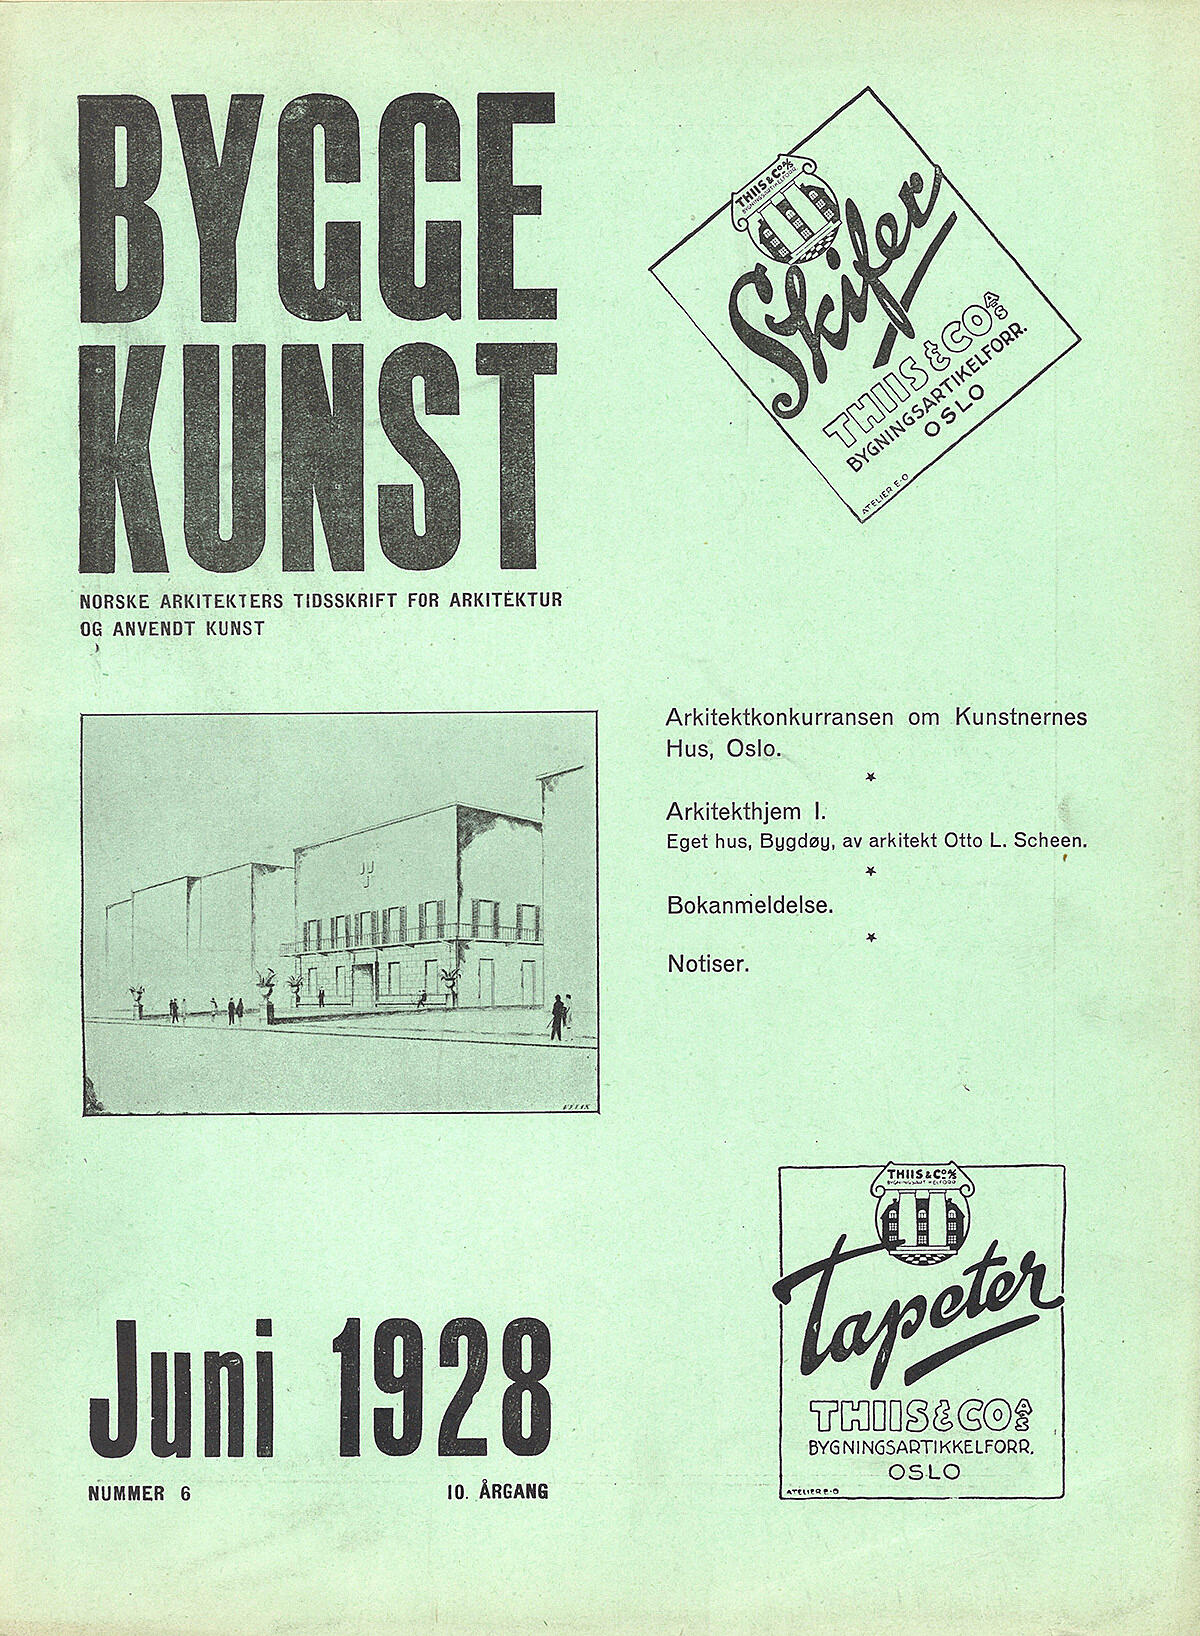 BYGGE
KUNST
NORSKE ARKITEKTERS TIDSSKRIFT FOR ARKITEKTUR
OG ANVENDT KUNST
THIIS & CO A/S
BYGNINGSARTIKELFORR.
Skifer
THIIS & CO A-S
BYGNINGSARTIKELFORR.
OSLO
ATELIER E-O
Arkitektkonkurransen om Kunstnernes
Hus, Oslo.
Arkitekthjem I.
Eget hus, Bygdøy, av arkitekt Otto L. Scheen.
Bokanmeldelse.
Notiser.
Juni 1928
NUMMER 6 10. ÅRGANG
THIIS & CO A/S
Tapeter
THIIS & CO A-S
BYGNINGSARTIKKELFORR.
OSLO
ATELIER E-O